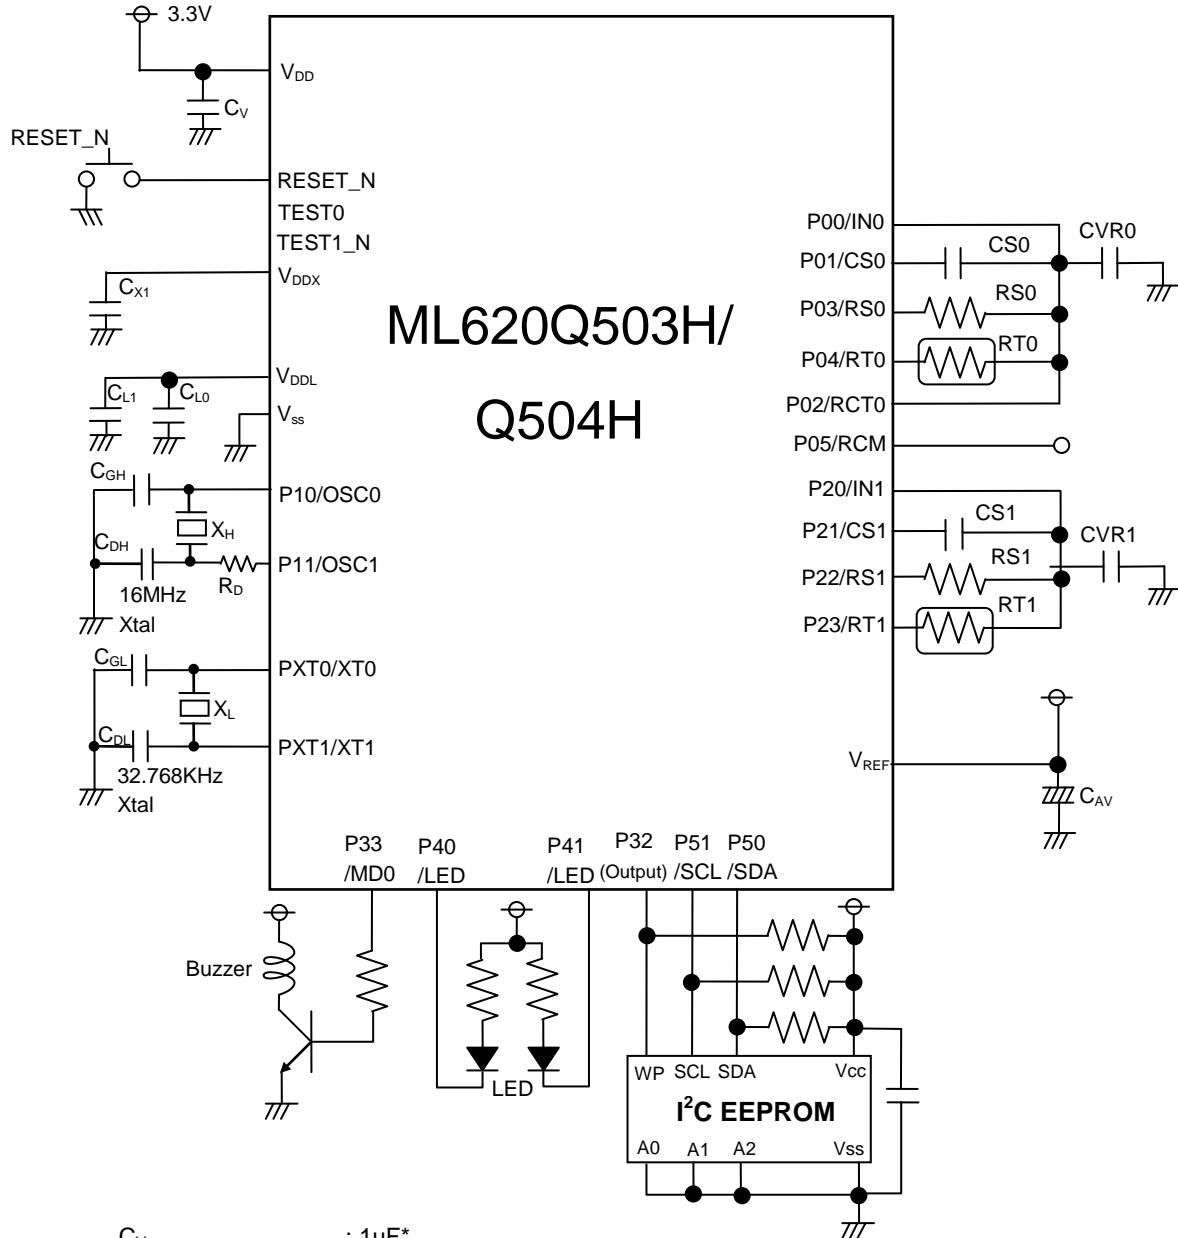 3.3V
VDD
CV
RESET_N
RESET_N
TEST0
TEST1_N
VDDX
CX1
VDDL
CL1
CL0
Vss
ML620Q503H/
Q504H
P00/IN0
P01/CS0
CS0
CVR0
P03/RS0
RS0
P04/RT0
RT0
P02/RCT0
P05/RCM
P20/IN1
P21/CS1
CS1
CVR1
P22/RS1
RS1
P23/RT1
RT1
CGH
P10/OSC0
XH
CDH
P11/OSC1
RD
16MHz
Xtal
CGL
PXT0/XT0
XL
CDL
PXT1/XT1
32.768KHz
Xtal
VREF
CAV
P33
/MD0
P40
/LED
P41
/LED
P32
(Output)
P51
/SCL
P50
/SDA
Buzzer
LED
WP SCL SDA Vcc
I²C EEPROM
A0 A1 A2 Vss
: 1uF*